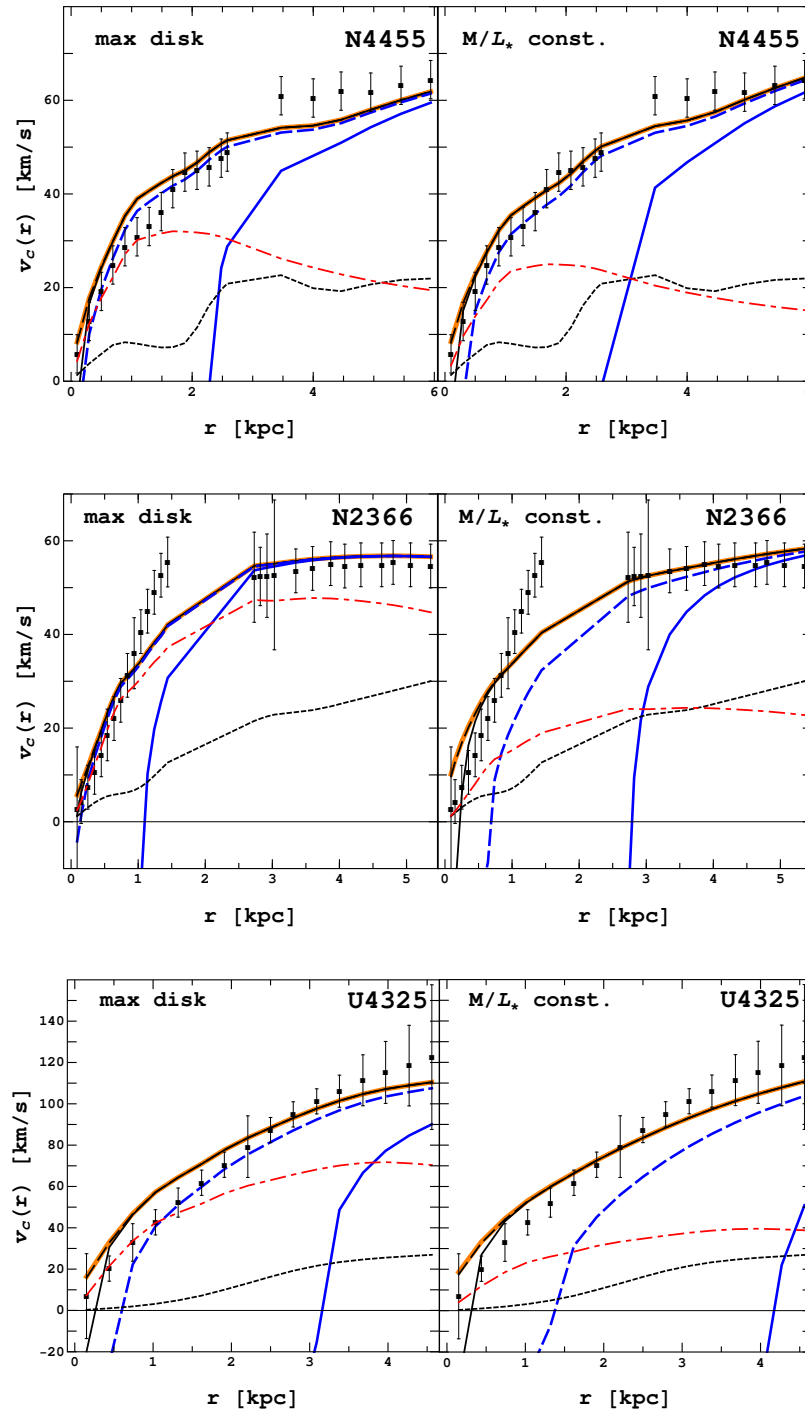 max disk N4455
M/L* const. N4455
v_c(r) [km/s]
60
40
20
0
0 2 4 6
0 2 4 6
r [kpc]
r [kpc]
max disk N2366
M/L* const. N2366
v_c(r) [km/s]
60
40
20
0
0 1 2 3 4 5
0 1 2 3 4 5
r [kpc]
r [kpc]
max disk U4325
M/L* const. U4325
v_c(r) [km/s]
140
120
100
80
60
40
20
0
-20
0 1 2 3 4
0 1 2 3 4
r [kpc]
r [kpc]